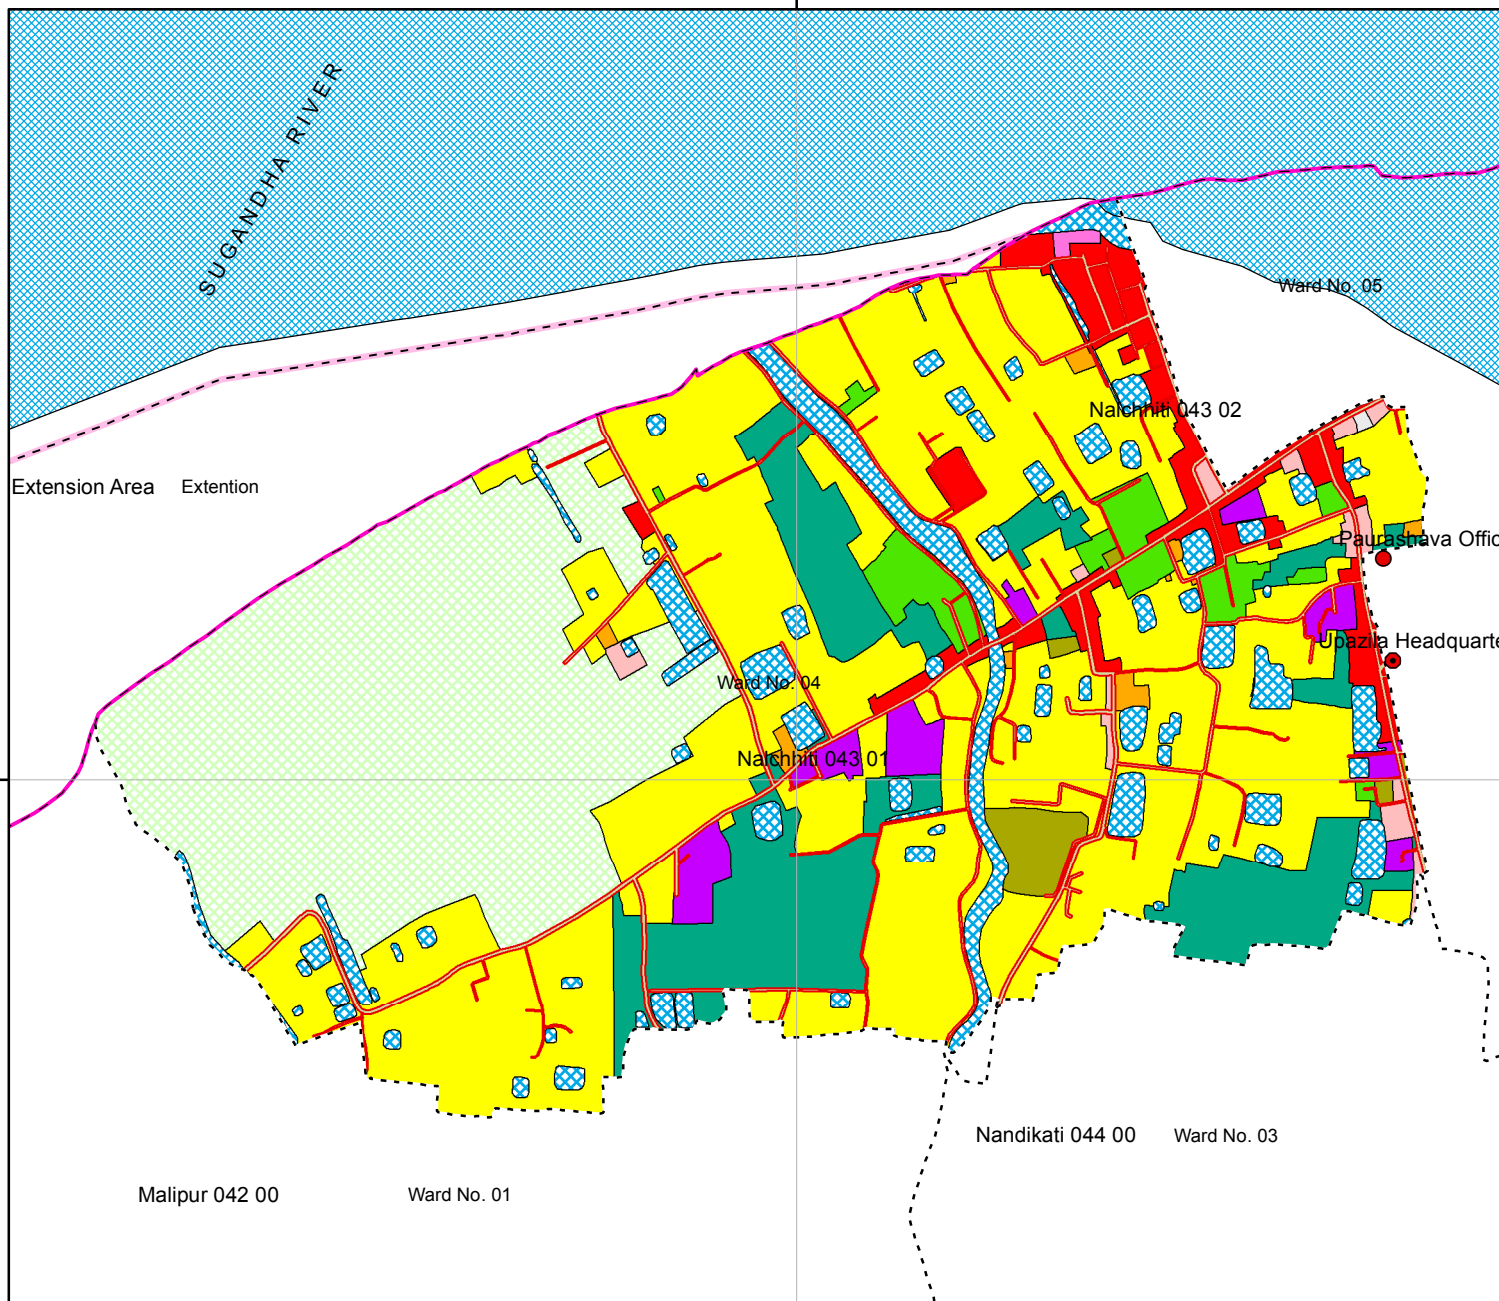 SUGANDHA RIVER
Ward No. 05
Nalchhiti 043 02
Extension Area Extention
Paurashava Offic
Upazila Headquarte
Ward No. 04
Nalchhiti 043 01
Nandikati 044 00 Ward No. 03
Malipur 042 00 Ward No. 01